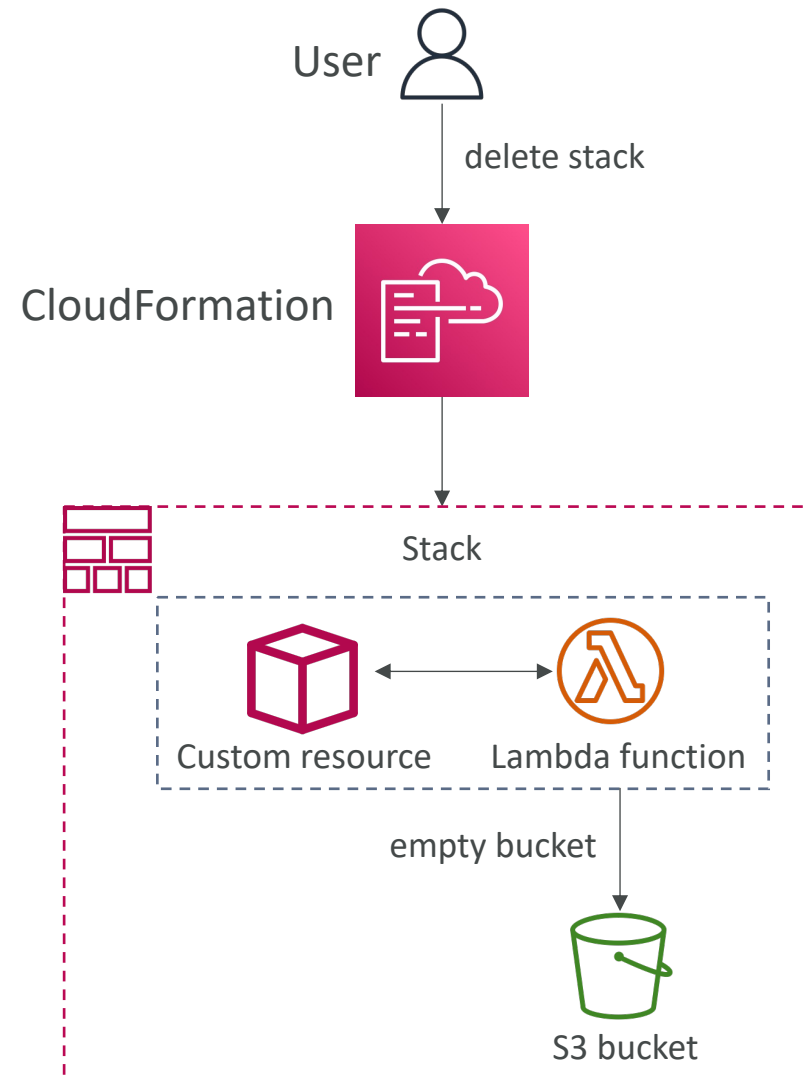 User
delete stack
CloudFormation
Stack
Custom resource
Lambda function
empty bucket
S3 bucket